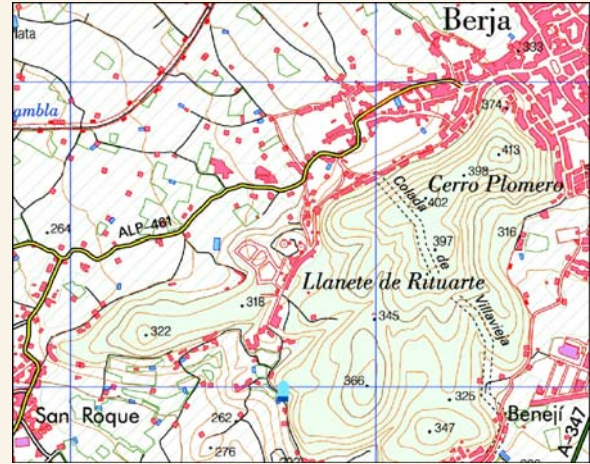 Berja
333
374
413
398
Cerro Plomero
Colada
402
ambla
264
ALP-461
397
de
316
Llanete de Rituarte
318
Villavieja
345
322
366
325
San Roque
Benejí
262
347
276
A-347